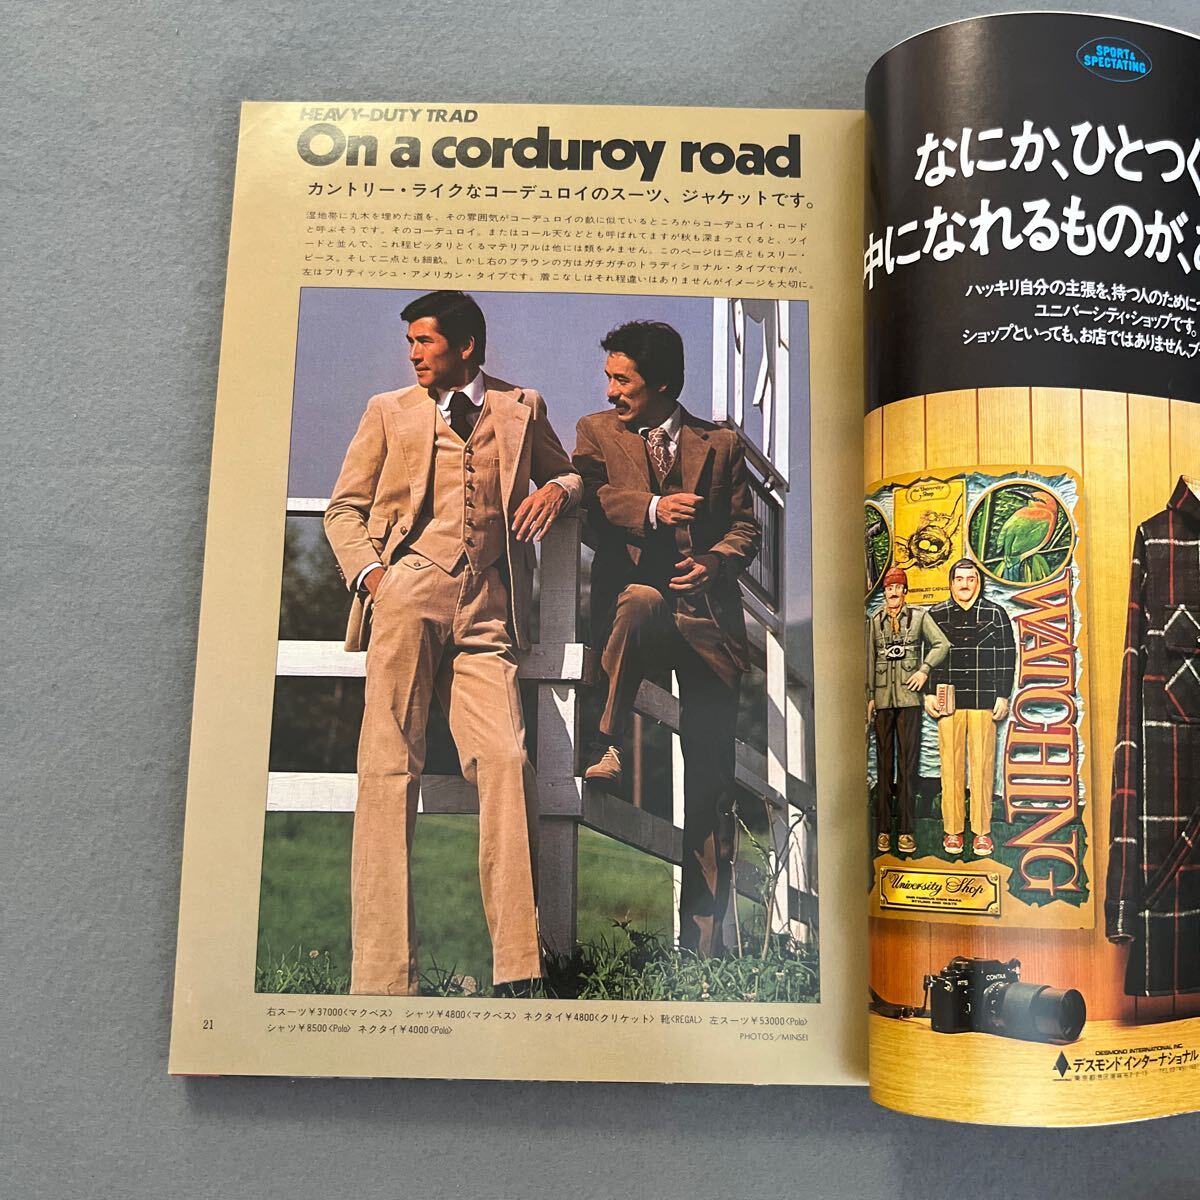 HEAVY-DUTY TRAD
On a corduroy road
カントリー・ライクなコーデュロイのスーツ、ジャケットです。
湿地帯に丸木を埋めた道を、その雰囲気がコーデュロイの畝に似ているところからコーデュロイ・ロード
と呼ぶそうです。そのコーデュロイ。またはコール天などとも呼ばれてますが秋も深まってくると、ツイ
ードと並んで、これ程ピッタリとくるマテリアルは他には類をみません。このページは二点ともスリー・
ピース。そして二点とも細畝。しかし右のブラウンの方はガチガチのトラディショナル・タイプですが、
左はブリティッシュ・アメリカン・タイプです。着こなしはそれ程違いはありませんがイメージを大切に。
右スーツ¥37000〈マクベス〉 シャツ¥4800〈マクベス〉 ネクタイ¥4800〈クリケット〉 靴〈REGAL〉 左スーツ¥53000〈Polo〉
シャツ¥8500〈Polo〉 ネクタイ¥4000〈Polo〉
PHOTOS/MINSEI
21
SPORT &
SPECTATING
なにか、ひとつ
中になれるものが、
ハッキリ自分の主張を、持つ人のために
ユニバーシティ・ショップです。
ショップといっても、お店ではありません、ブ
the University
Shop
1975
WATCHING
BIRDS
University Shop
CONTAX
RTS
DESMOND INTERNATIONAL INC.
デスモンドインターナショナル